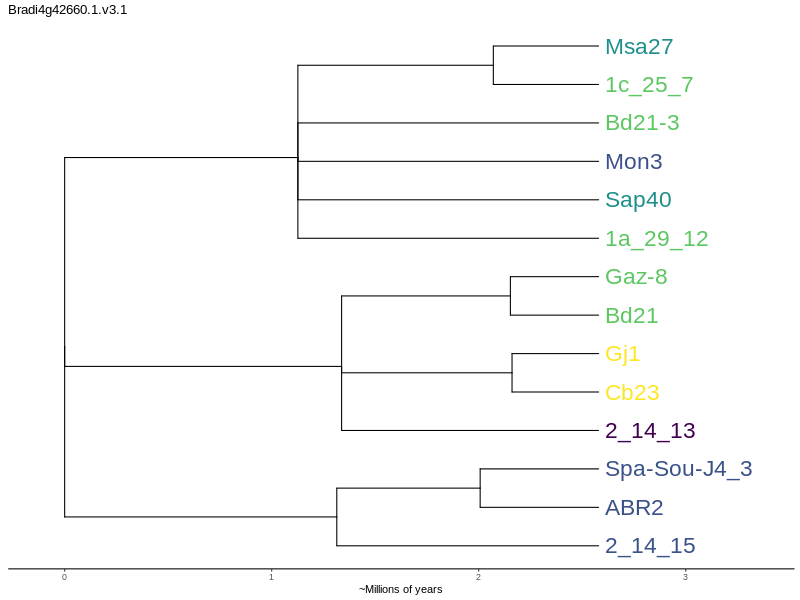 Bradi4g42660.1.v3.1
Msa27
1c_25_7
Bd21-3
Mon3
Sap40
1a_29_12
Gaz-8
Bd21
Gj1
Cb23
2_14_13
Spa-Sou-J4_3
ABR2
2_14_15
0 1 2 3
~Millions of years